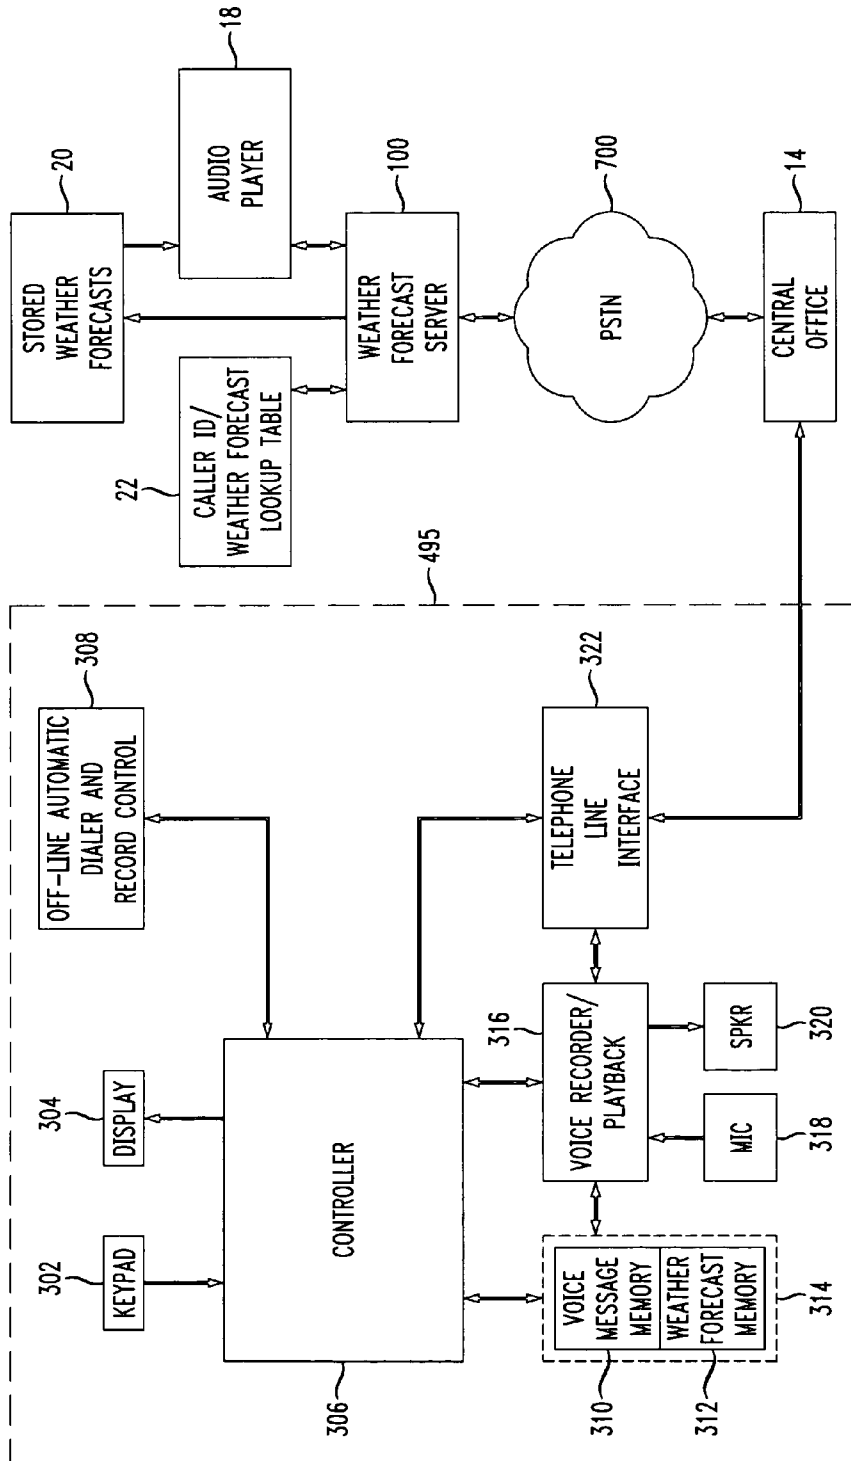 495
302
KEYPAD
304
DISPLAY
OFF-LINE AUTOMATIC
DIALER AND
RECORD CONTROL
308
306
CONTROLLER
VOICE
MESSAGE
MEMORY
WEATHER
FORECAST
MEMORY
310
312
314
316
VOICE RECORDER/
PLAYBACK
MIC
318
SPKR
320
TELEPHONE
LINE
INTERFACE
322
STORED
WEATHER
FORECASTS
20
AUDIO
PLAYER
18
22
CALLER ID/
WEATHER FORECAST
LOOKUP TABLE
WEATHER
FORECAST
SERVER
100
PSTN
700
CENTRAL
OFFICE
14